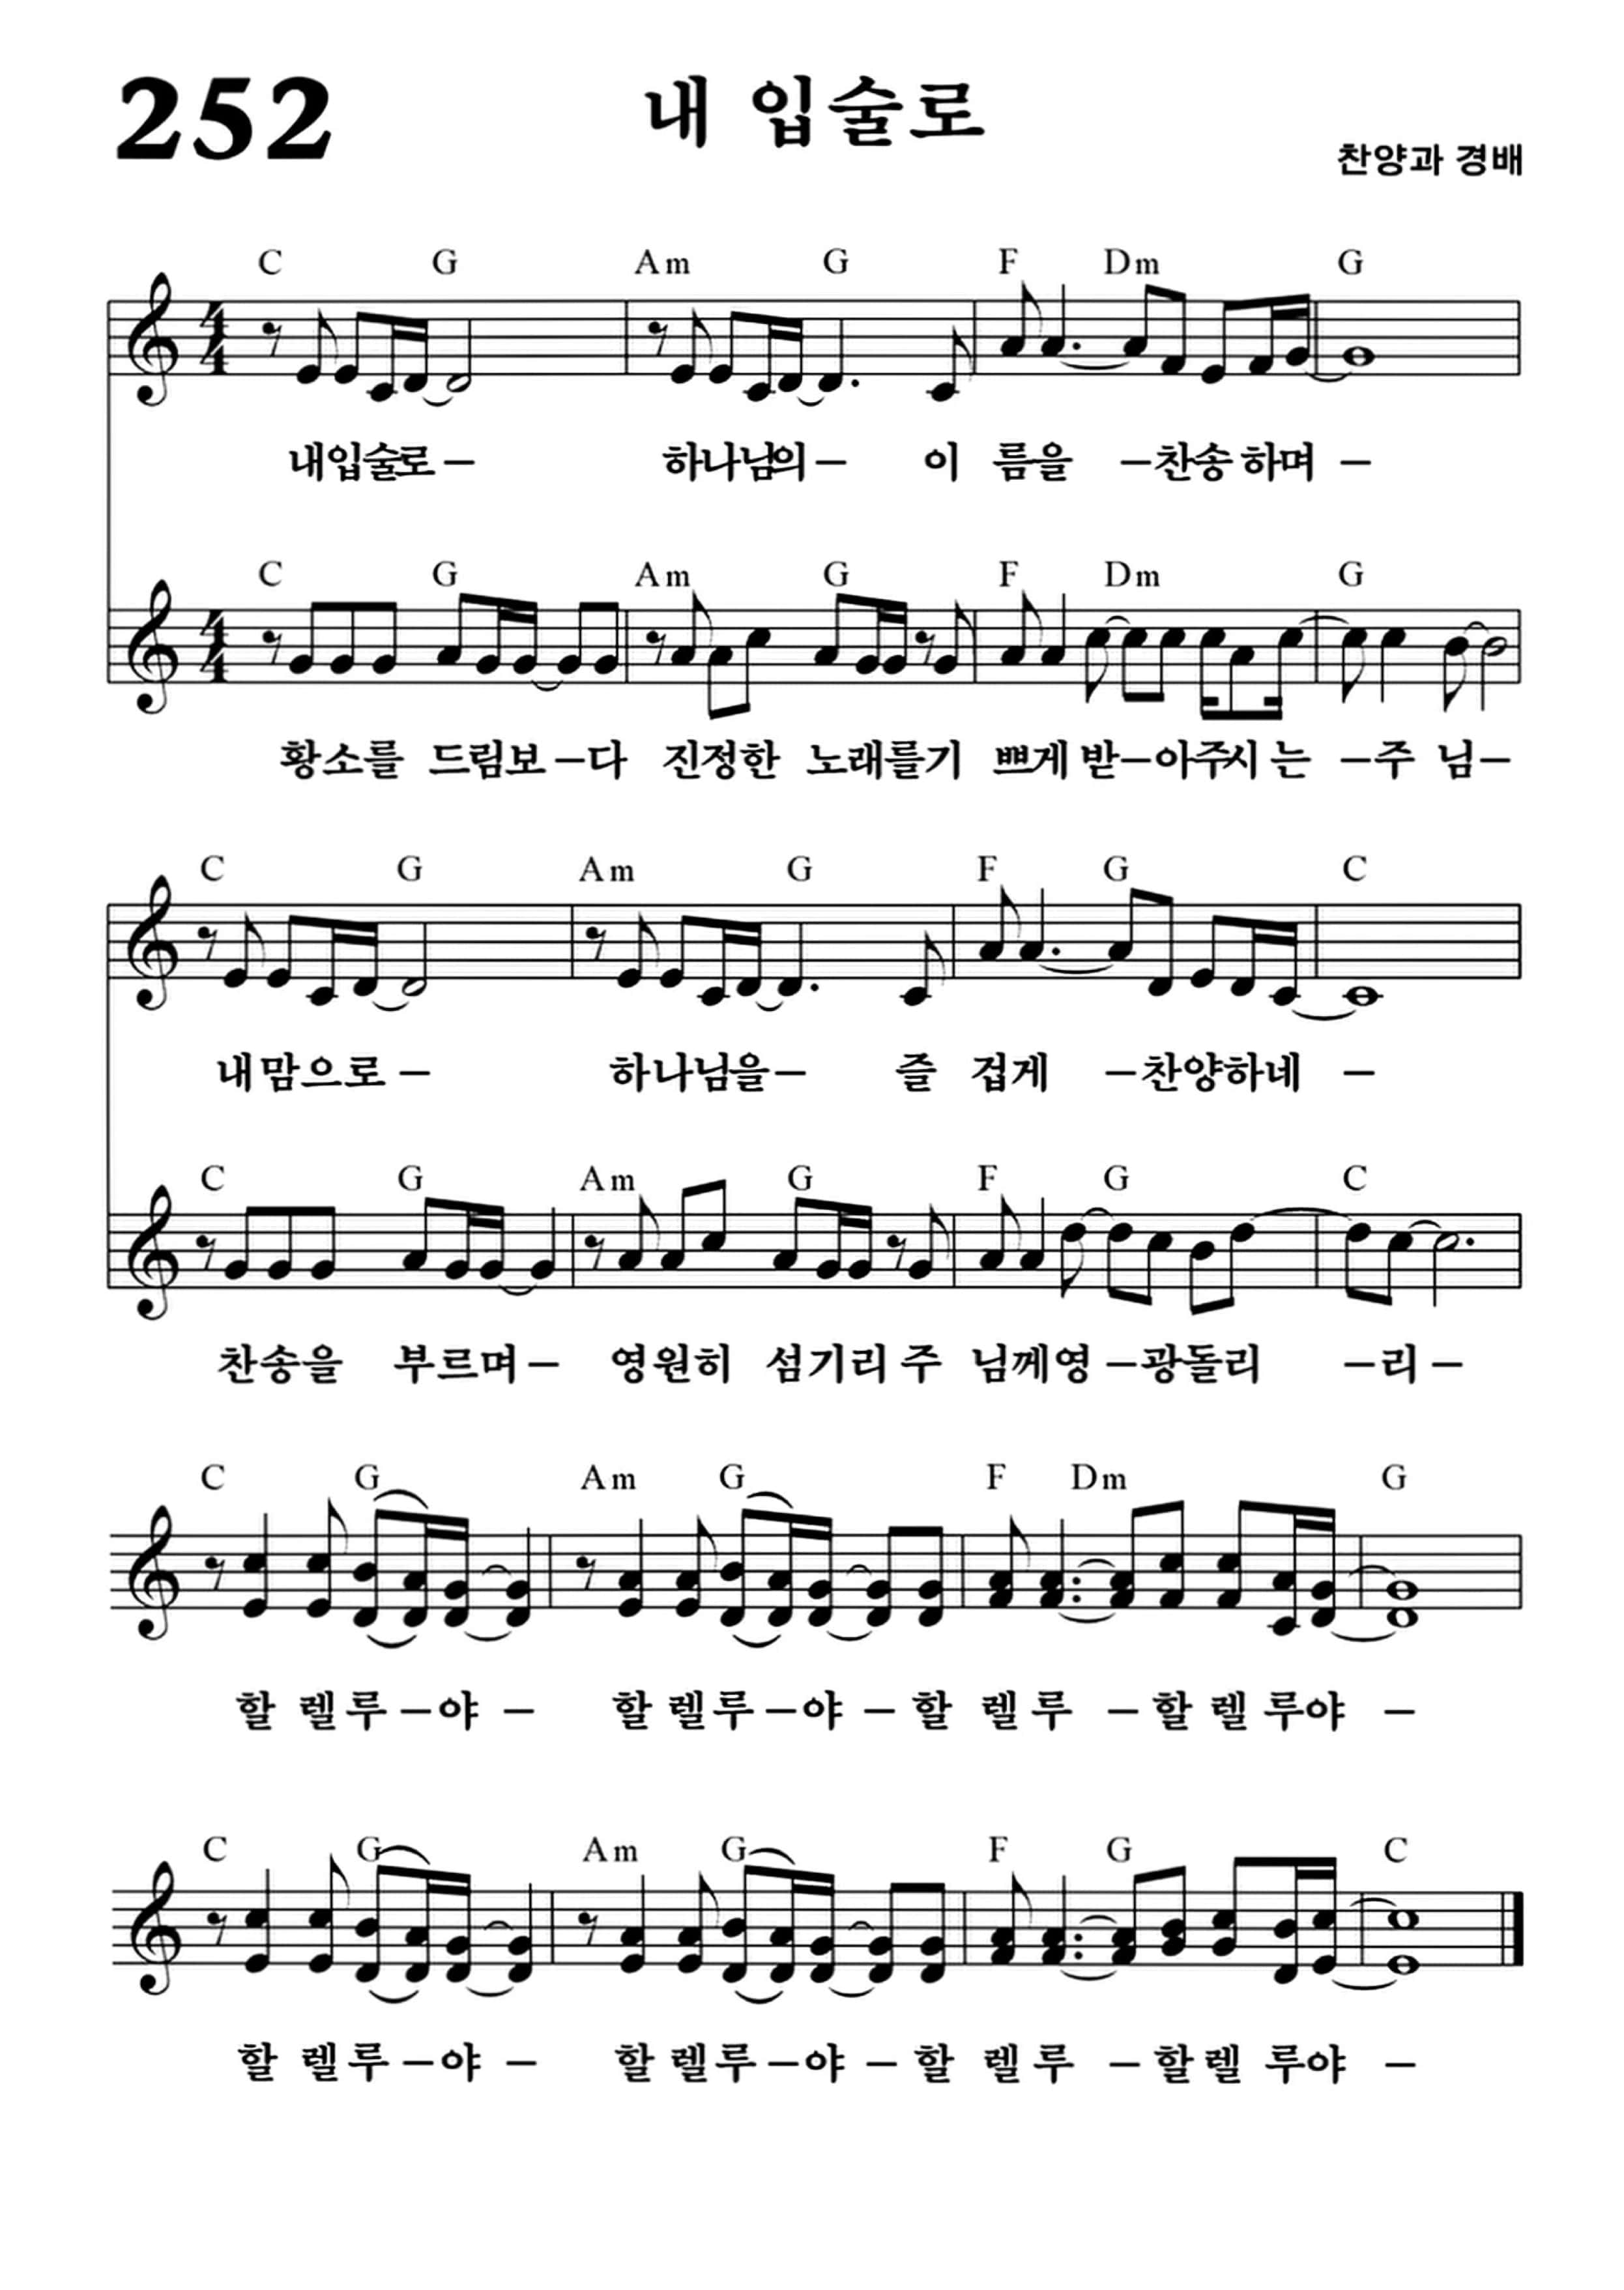 252
내 입술로
찬양과 경배
C G Am G F Dm G
내입술로 – 하나님의 – 이 름을 –찬송 하며 –
C G Am G F Dm G
황소를 드림보 –다 진정한 노래를기 쁘게 받–아주시 는 –주 님–
C G Am G F G C
내맘으로 – 하나님을– 즐 겁게 –찬양하네 –
C G Am G F G C
찬송을 부르며– 영원히 섬기리 주 님께영 –광돌리 –리–
C G Am G F Dm G
할 렐루 –야 – 할 렐루 –야 – 할 렐 루 –할 렐 루야 –
C G Am G F G C
할 렐루 –야 – 할 렐루 –야 – 할 렐 루 –할렐 루야 –